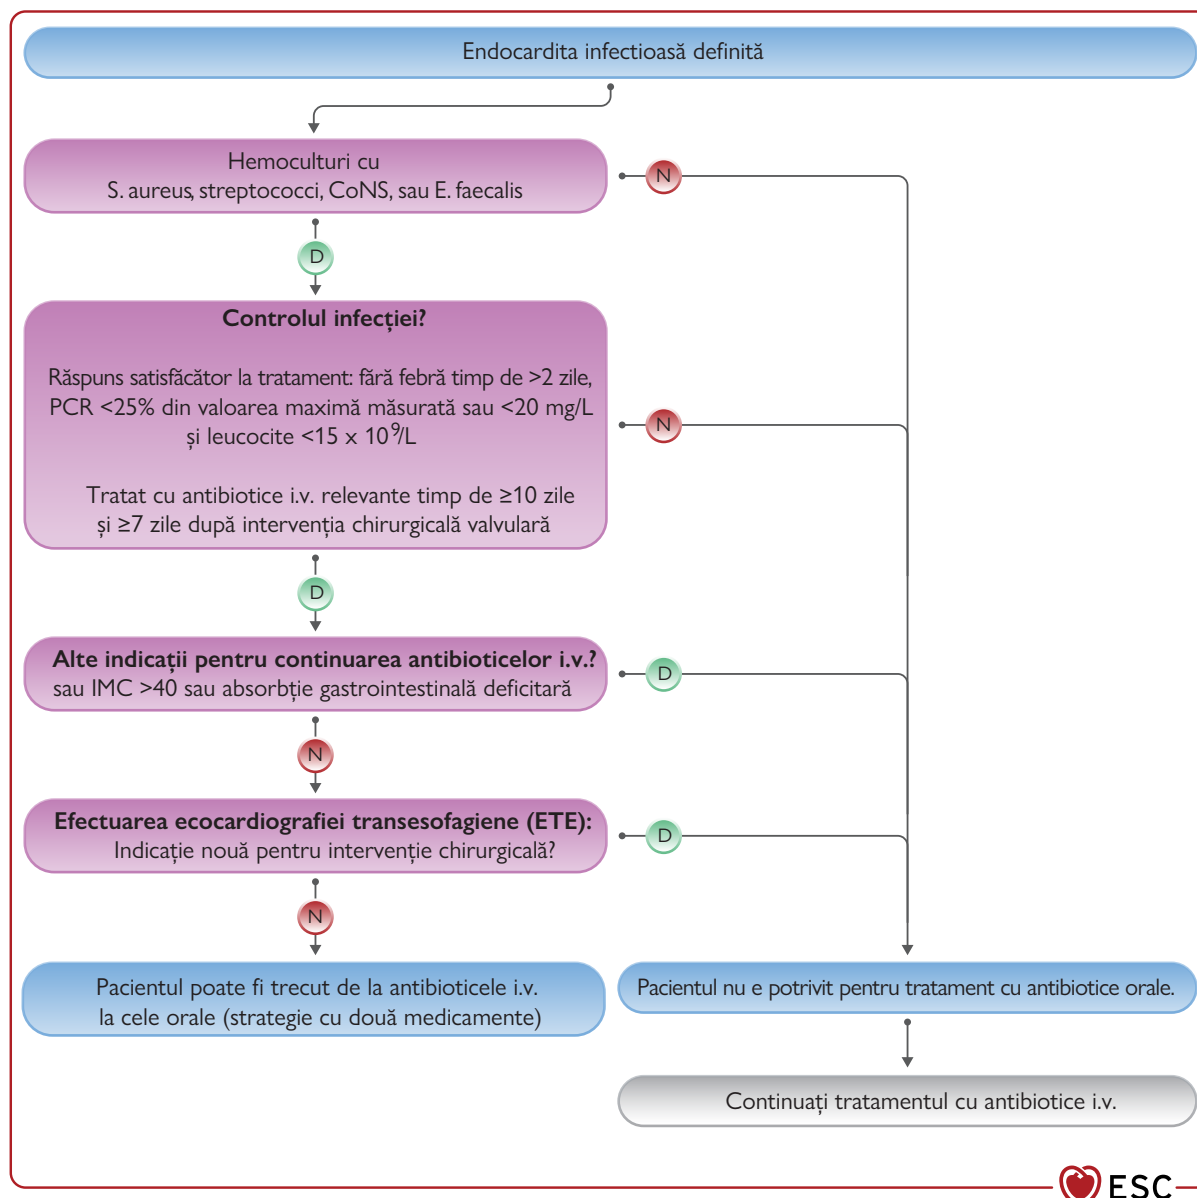 Endocardita infectioasă definită
Hemoculturi cu
S. aureus, streptococci, CoNS, sau E. faecalis
N
D
Controlul infecției?
Răspuns satisfăcător la tratament: fără febră timp de >2 zile,
PCR <25% din valoarea maximă măsurată sau <20 mg/L
și leucocite <15 x 10⁹/L
Tratat cu antibiotice i.v. relevante timp de ≥10 zile
și ≥7 zile după intervenția chirurgicală valvulară
N
D
Alte indicații pentru continuarea antibioticelor i.v.?
sau IMC >40 sau absorbție gastrointestinală deficitară
D
N
Efectuarea ecocardiografiei transesofagiene (ETE):
Indicație nouă pentru intervenție chirurgicală?
D
N
Pacientul poate fi trecut de la antibioticele i.v.
la cele orale (strategie cu două medicamente)
Pacientul nu e potrivit pentru tratament cu antibiotice orale.
Continuați tratamentul cu antibiotice i.v.
ESC